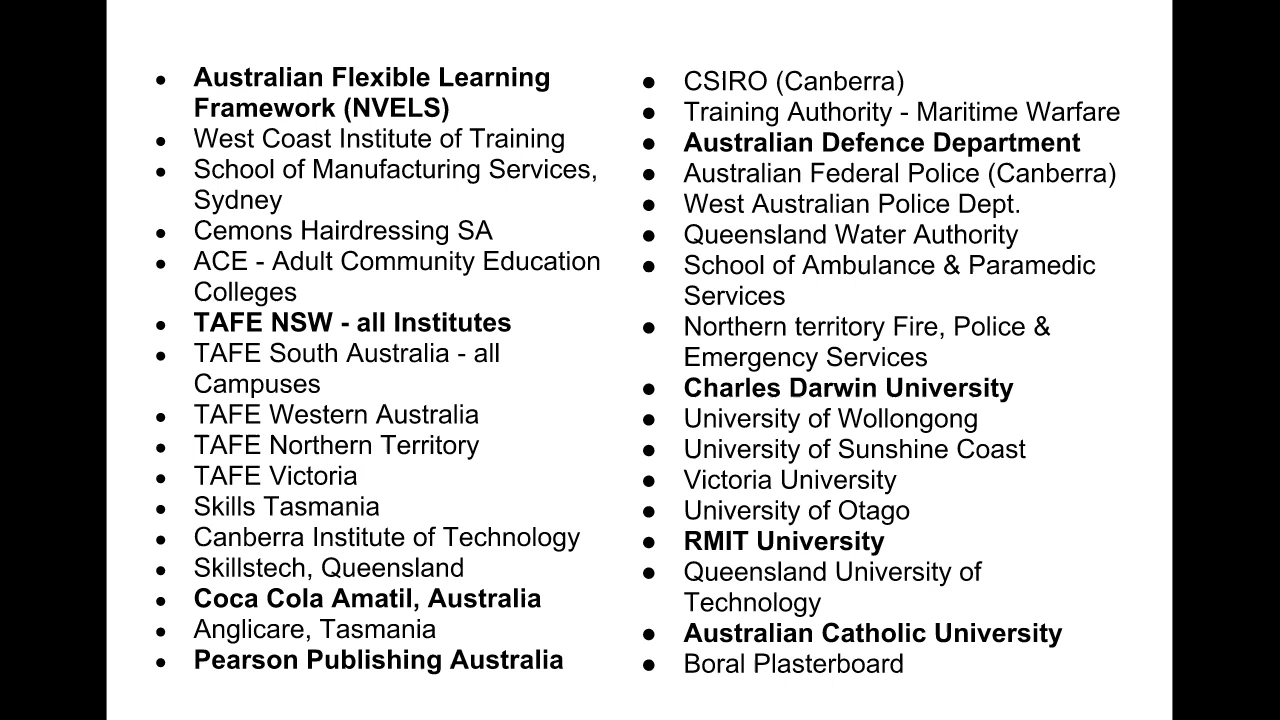 Australian Flexible Learning
Framework (NVELS)
West Coast Institute of Training
School of Manufacturing Services,
Sydney
Cemons Hairdressing SA
ACE - Adult Community Education
Colleges
TAFE NSW - all Institutes
TAFE South Australia - all
Campuses
TAFE Western Australia
TAFE Northern Territory
TAFE Victoria
Skills Tasmania
Canberra Institute of Technology
Skillstech, Queensland
Coca Cola Amatil, Australia
Anglicare, Tasmania
Pearson Publishing Australia
CSIRO (Canberra)
Training Authority - Maritime Warfare
Australian Defence Department
Australian Federal Police (Canberra)
West Australian Police Dept.
Queensland Water Authority
School of Ambulance & Paramedic
Services
Northern territory Fire, Police &
Emergency Services
Charles Darwin University
University of Wollongong
University of Sunshine Coast
Victoria University
University of Otago
RMIT University
Queensland University of
Technology
Australian Catholic University
Boral Plasterboard